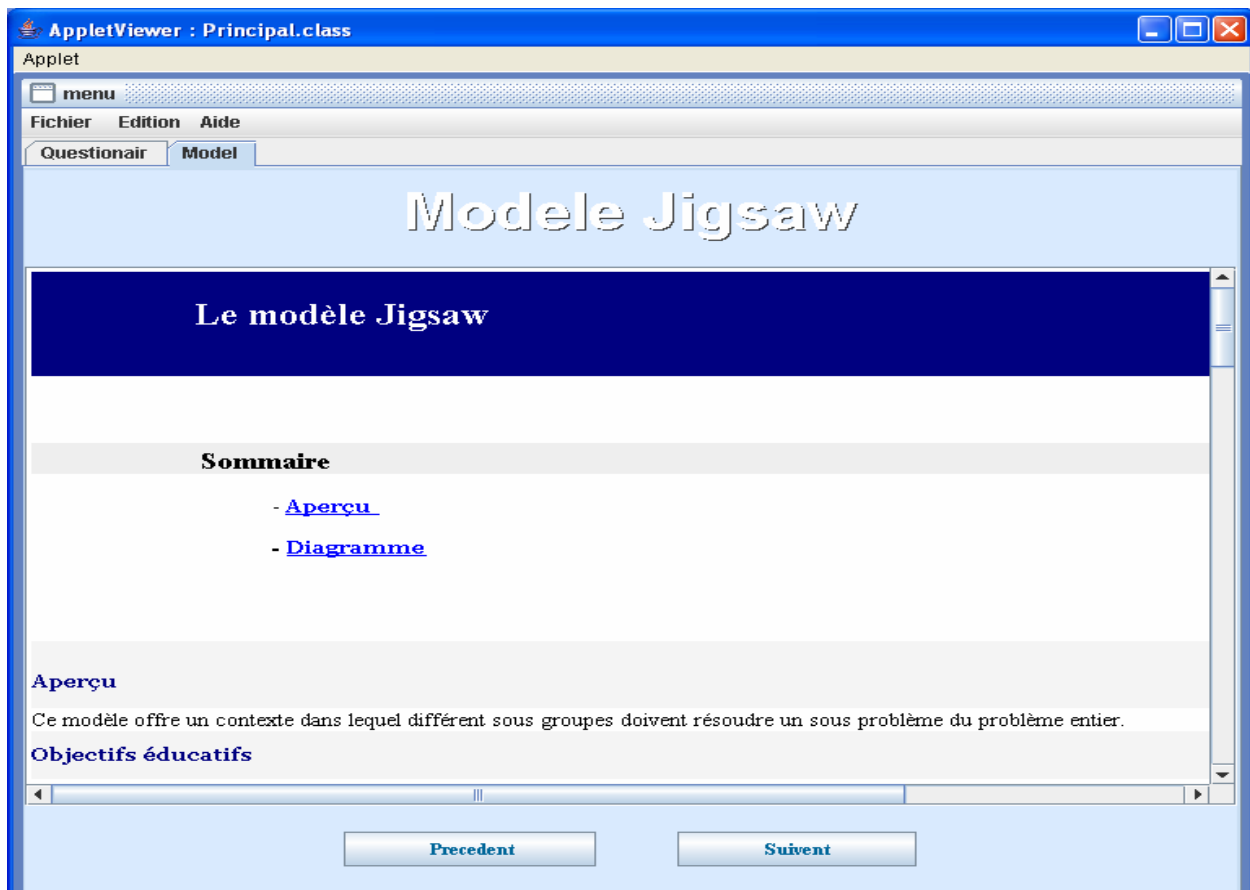 AppletViewer : Principal.class
Applet
menu
Fichier Edition Aide
Questionair Model
Modele Jigsaw
Le modèle Jigsaw
Sommaire
- Aperçu
- Diagramme
Aperçu
Ce modèle offre un contexte dans lequel différent sous groupes doivent résoudre un sous problème du problème entier.
Objectifs éducatifs
Precedent Suivent